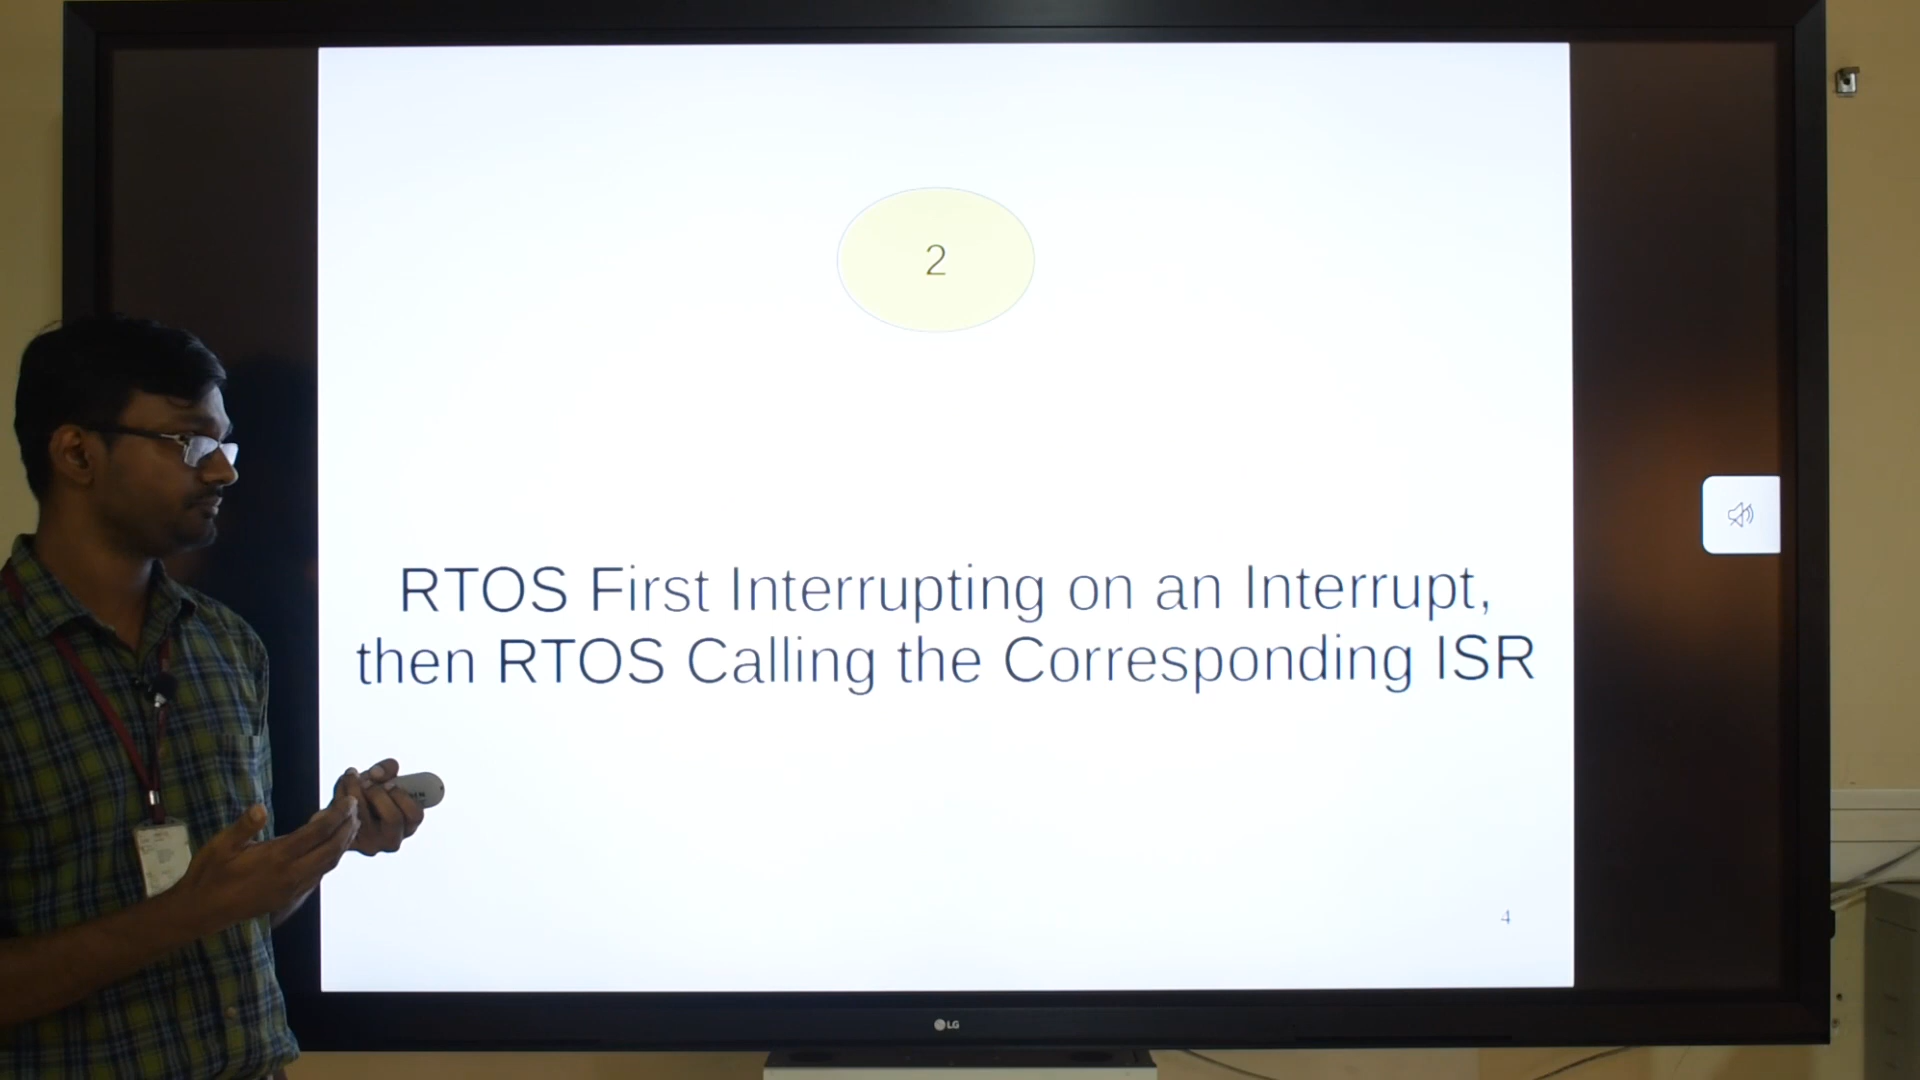 2
RTOS First Interrupting on an Interrupt,
then RTOS Calling the Corresponding ISR
4
LG